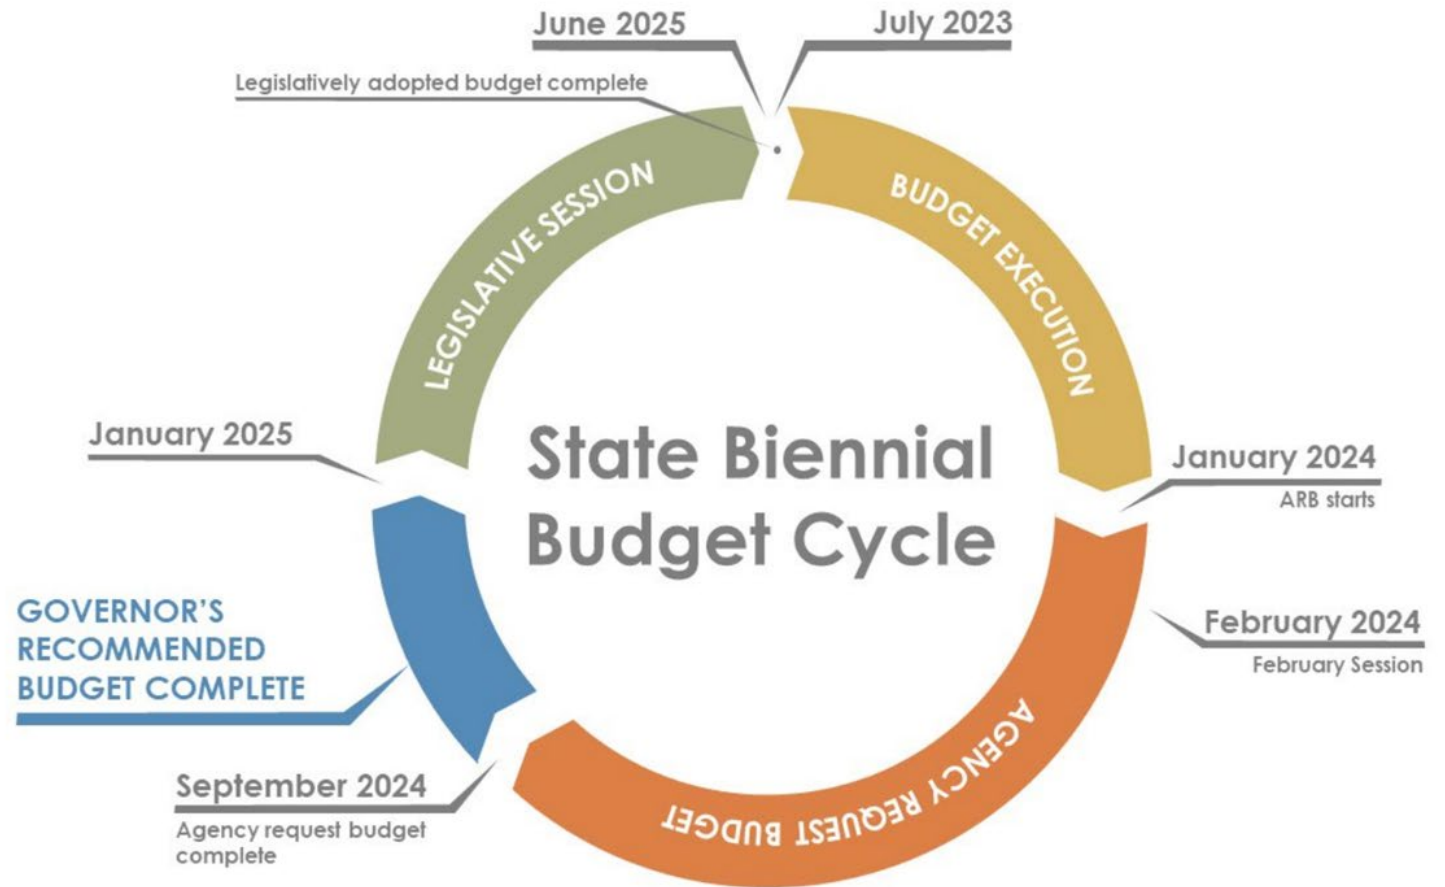 June 2025
July 2023
Legislatively adopted budget complete
LEGISLATIVE SESSION
BUDGET EXECUTION
State Biennial
Budget Cycle
January 2025
January 2024
ARB starts
GOVERNOR'S
RECOMMENDED
BUDGET COMPLETE
February 2024
February Session
AGENCY REQUEST BUDGET
September 2024
Agency request budget
complete